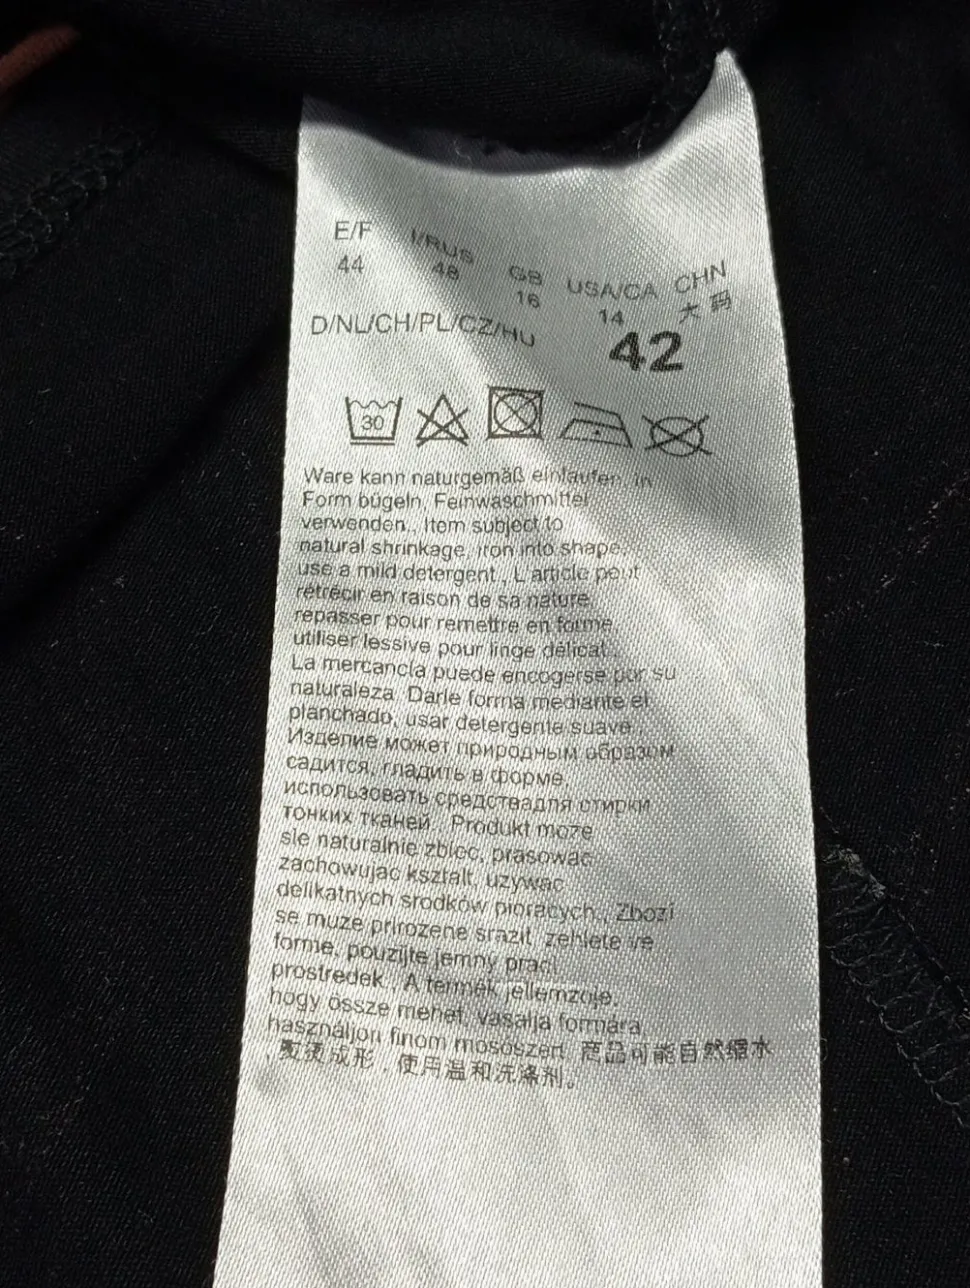 E/F I/RUS GB USA/CA CHN
44 48 16 14 大码
D/NL/CH/PL/CZ/HU 42
30
Ware kann naturgemäß einlaufen, in
Form bügeln, Feinwaschmittel
verwenden., Item subject to
natural shrinkage, iron into shape,
use a mild detergent., L'article peut
rétrécir en raison de sa nature,
repasser pour remettre en forme,
utiliser lessive pour linge délicat.,
La mercancía puede encogerse por su
naturaleza. Darle forma mediante el
planchado, usar detergente suave.,
Изделие может природным образом
садится, гладить в форме,
использовать средствадля стирки
тонких тканей., Produkt moze
sie naturalnie zbiec, prasowac
zachowujac ksztalt, uzywac
delikatnych srodków pioracych., Zbozí
se muze prirozene srazit, zehlete ve
forme, pouzijte jemny prací
prostredek., A termék jellemzoje,
hogy össze mehet, vasalja formára,
használjon finom mososzert. 商品可能自然缩水
,熨烫成形,使用温和洗涤剂。